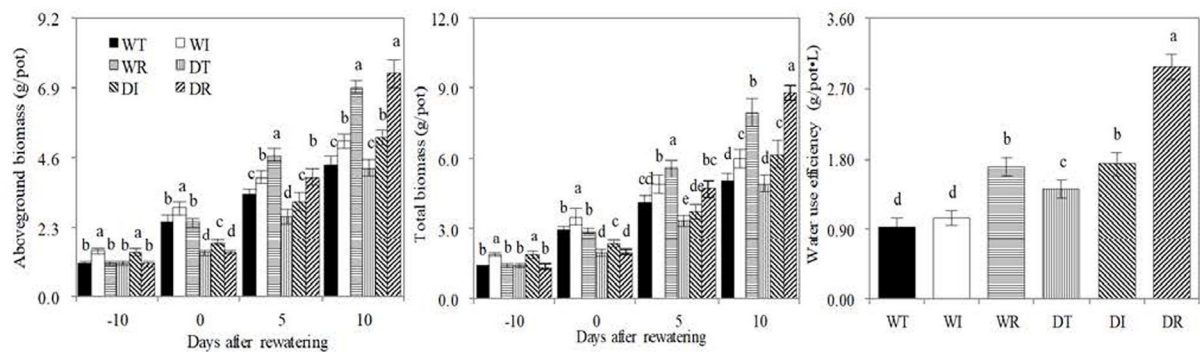 Abcveground biomass (g/pot)
9.2
6.9
4.6
2.3
0.0
WT WI
WR DT
DI DR
b a b b a b
b a b d c d
c b a d c b
c b a c b a
-10 0 5 10
Days after rewatering
Total biomass (g/pot)
12.0
9.0
6.0
3.0
0.0
b a b b a b
b a b d c d
cd b a e de bc
d c b d c a
-10 0 5 10
Days after rewatering
Water use efficiency (g/pot•L)
3.60
2.70
1.80
0.90
0.00
d d b c b a
WT WI WR DT DI DR